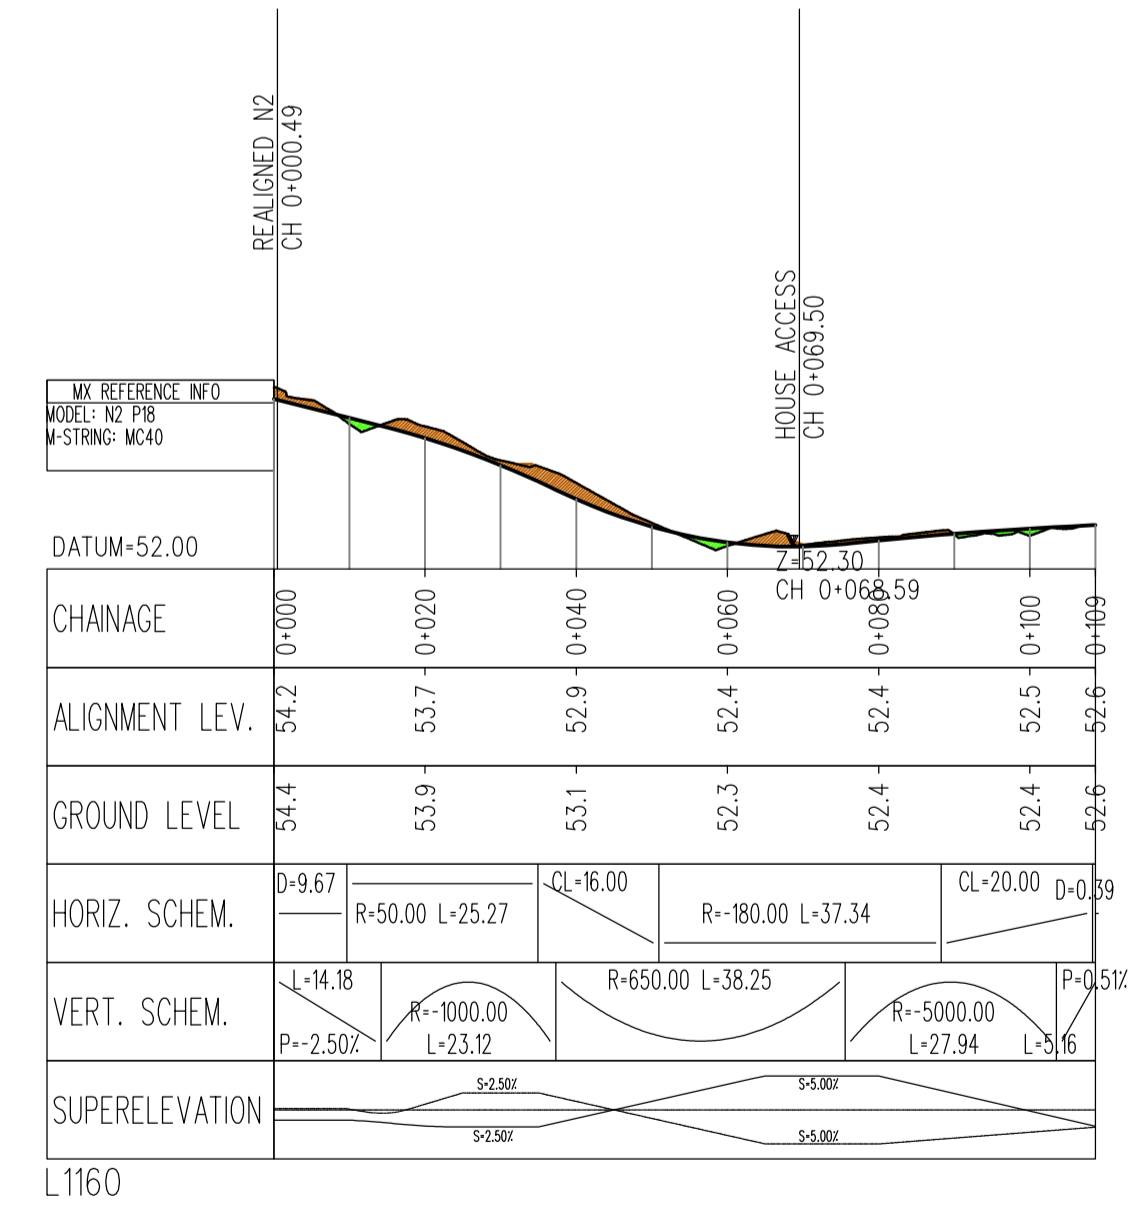 REALIGNED N2
CH 0+000.49
HOUSE ACCESS
CH 0+069.50
MX REFERENCE INFO
MODEL: N2 P18
M-STRING: MC40
DATUM=52.00
Z=52.30
CH 0+068.59
CHAINAGE
0+000 0+020 0+040 0+060 0+080 0+100 0+109
ALIGNMENT LEV.
54.2 53.7 52.9 52.4 52.4 52.5 52.6
GROUND LEVEL
54.4 53.9 53.1 52.3 52.4 52.4 52.6
HORIZ. SCHEM.
D=9.67 CL=16.00 CL=20.00 D=0.39
R=50.00 L=25.27 R=-180.00 L=37.34
VERT. SCHEM.
L=14.18 R=650.00 L=38.25 P=0.51%
R=-1000.00 R=-5000.00
P=-2.50% L=23.12 L=27.94 L=5.16
SUPERELEVATION
S=2.50% S=5.00%
S=2.50% S=5.00%
L1160